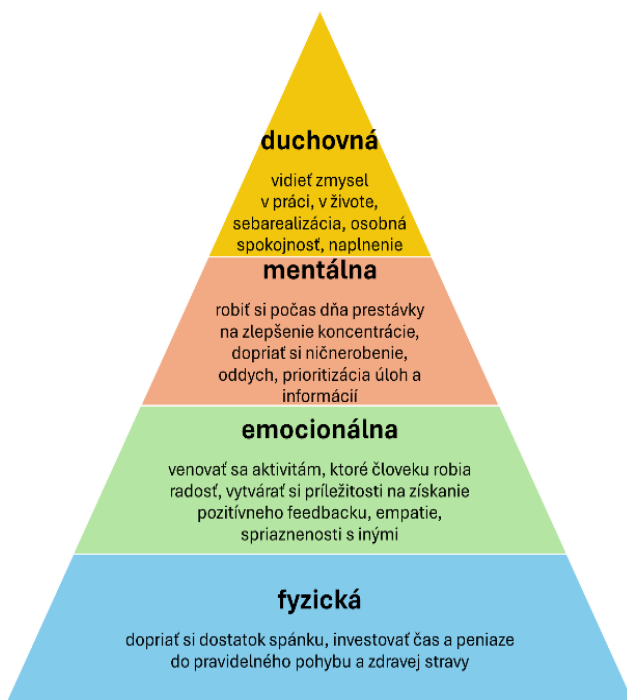 duchovná
vidieť zmysel
v práci, v živote,
sebarealizácia, osobná
spokojnosť, naplnenie
mentálna
robiť si počas dňa prestávky
na zlepšenie koncentrácie,
dopriať si ničnerobenie,
oddych, prioritizácia úloh a
informácií
emocionálna
venovať sa aktivitám, ktoré človeku robia
radosť, vytvárať si príležitosti na získanie
pozitívneho feedbacku, empatie,
spriaznenosti s inými
fyzická
dopriať si dostatok spánku, investovať čas a peniaze
do pravidelného pohybu a zdravej stravy